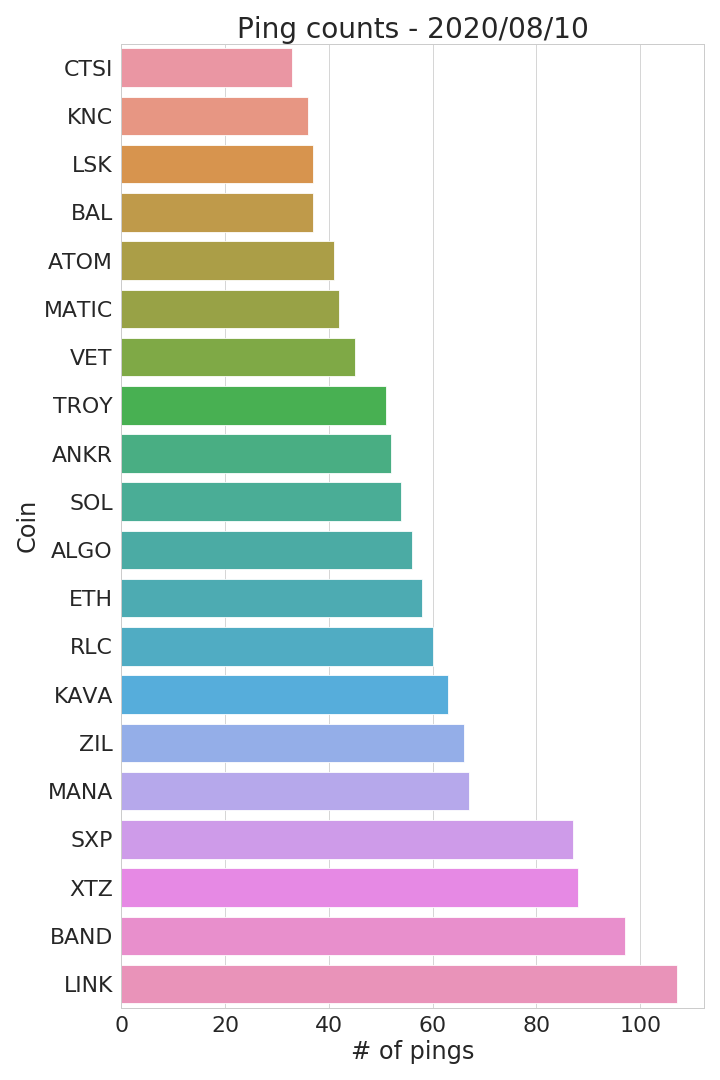 Ping counts - 2020/08/10
CTSI
KNC
LSK
BAL
ATOM
MATIC
VET
TROY
ANKR
SOL
ALGO
ETH
RLC
KAVA
ZIL
MANA
SXP
XTZ
BAND
LINK
Coin
0 20 40 60 80 100
# of pings